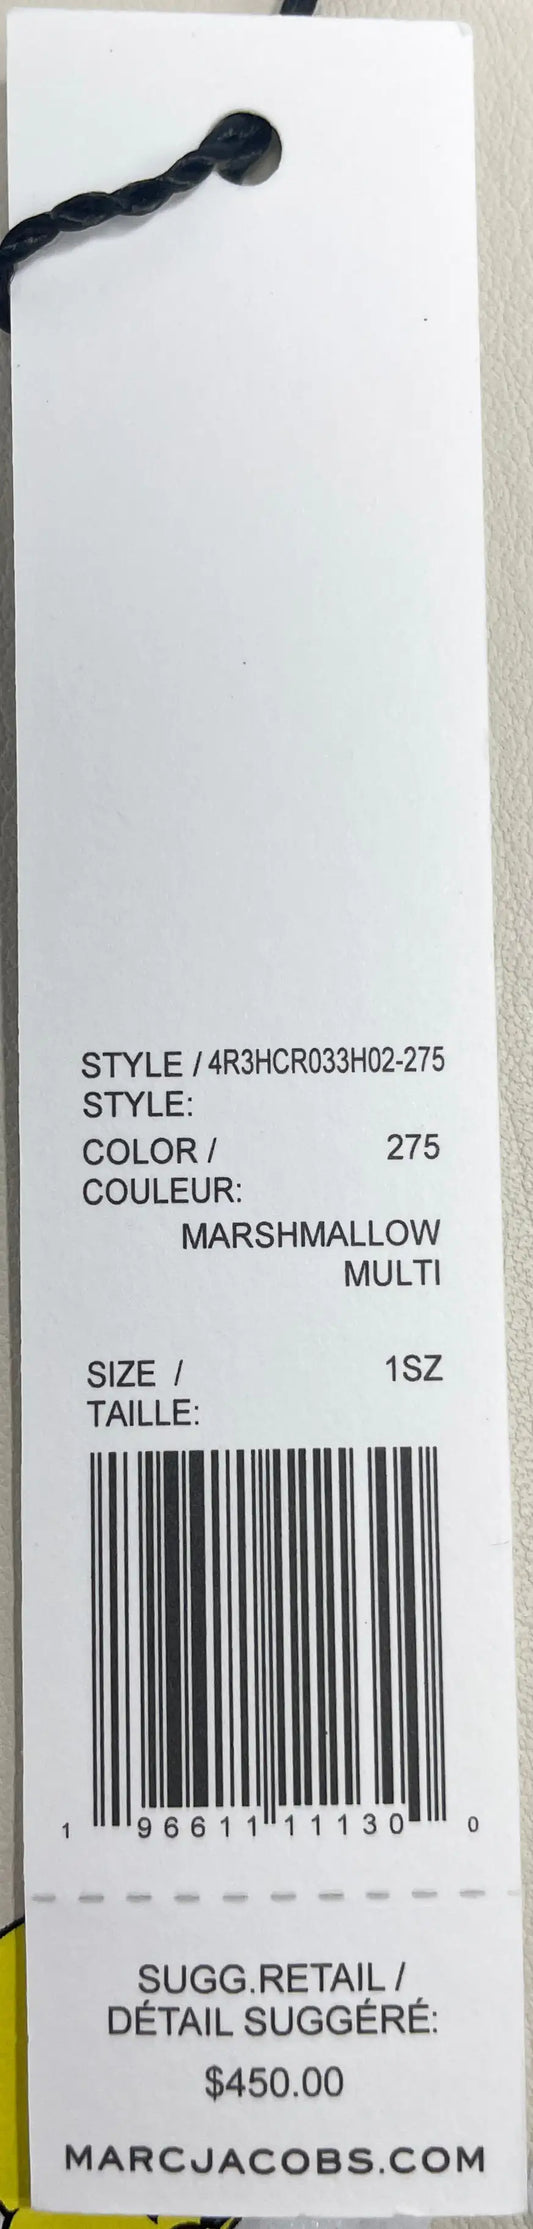 STYLE / 4R3HCR033H02-275
STYLE:
COLOR / 275
COULEUR:
MARSHMALLOW
MULTI
SIZE / 1SZ
TAILLE:
1 96611 11130 0
SUGG.RETAIL /
DÉTAIL SUGGÉRÉ:
$450.00
MARCJACOBS.COM